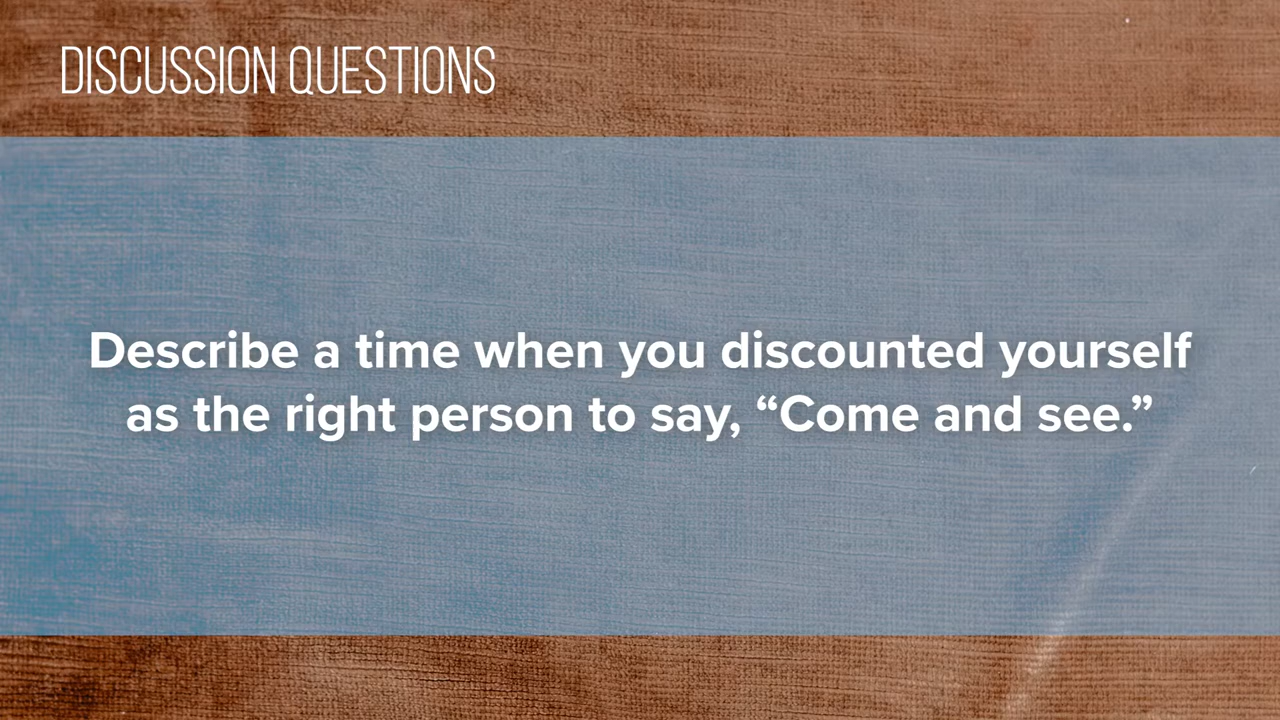 DISCUSSION QUESTIONS
Describe a time when you discounted yourself
as the right person to say, “Come and see.”